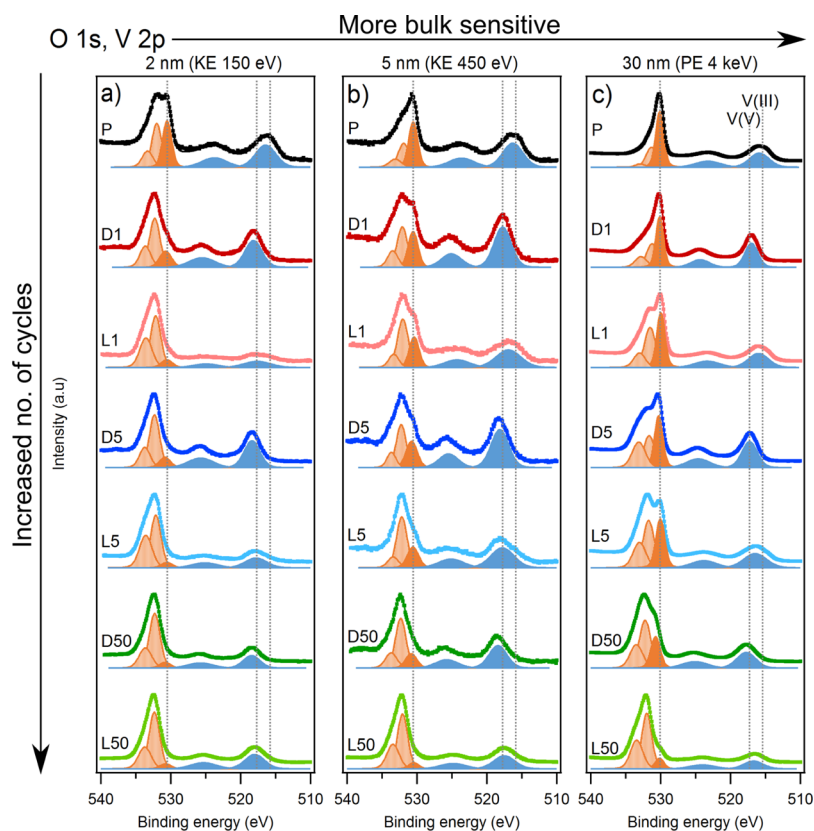 More bulk sensitive
O 1s, V 2p
2 nm (KE 150 eV)
5 nm (KE 450 eV)
30 nm (PE 4 keV)
Increased no. of cycles
Intensity (a.u)
a)
P
D1
L1
D5
L5
D50
L50
540 530 520 510
Binding energy (eV)
b)
P
D1
L1
D5
L5
D50
L50
540 530 520 510
Binding energy (eV)
c)
V(III)
V(V)
P
D1
L1
D5
L5
D50
L50
540 530 520 510
Binding energy (eV)